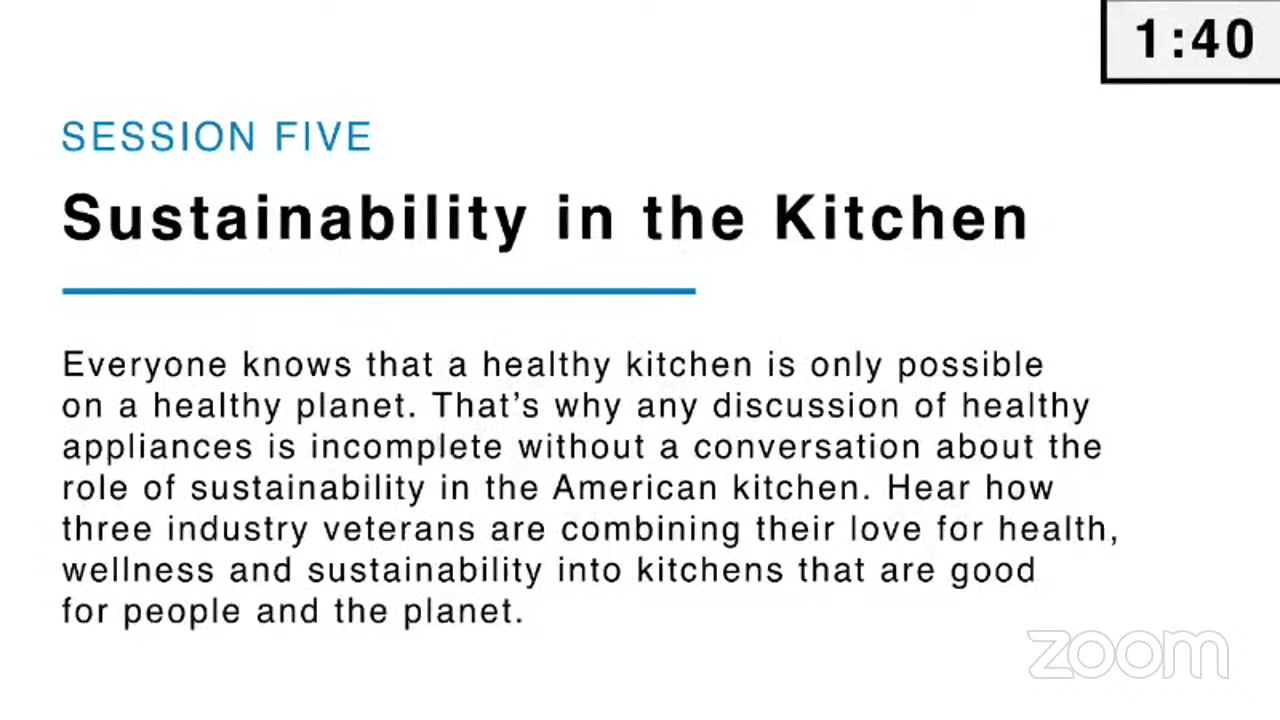 1:40
SESSION FIVE
Sustainability in the Kitchen
Everyone knows that a healthy kitchen is only possible
on a healthy planet. That’s why any discussion of healthy
appliances is incomplete without a conversation about the
role of sustainability in the American kitchen. Hear how
three industry veterans are combining their love for health,
wellness and sustainability into kitchens that are good
for people and the planet.
zoom